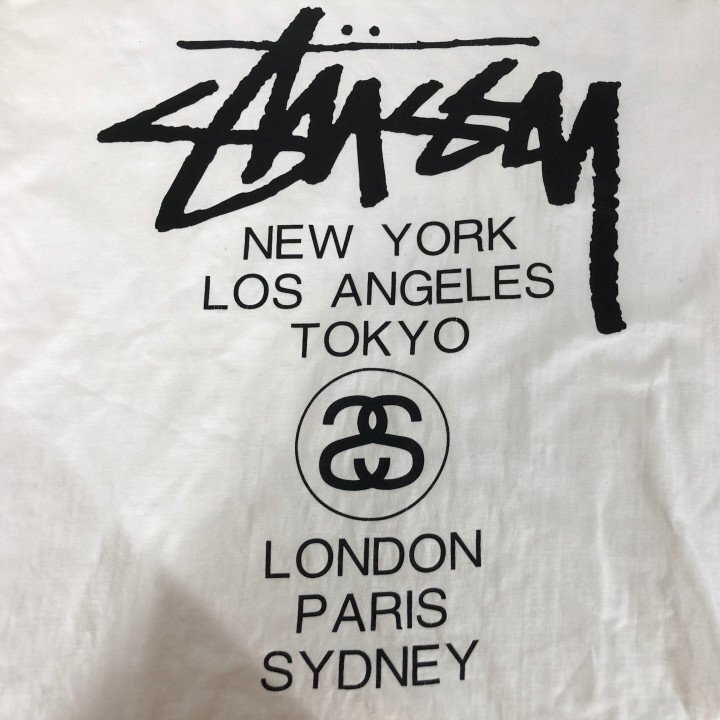 Stüssy
NEW YORK
LOS ANGELES
TOKYO
SS
LONDON
PARIS
SYDNEY